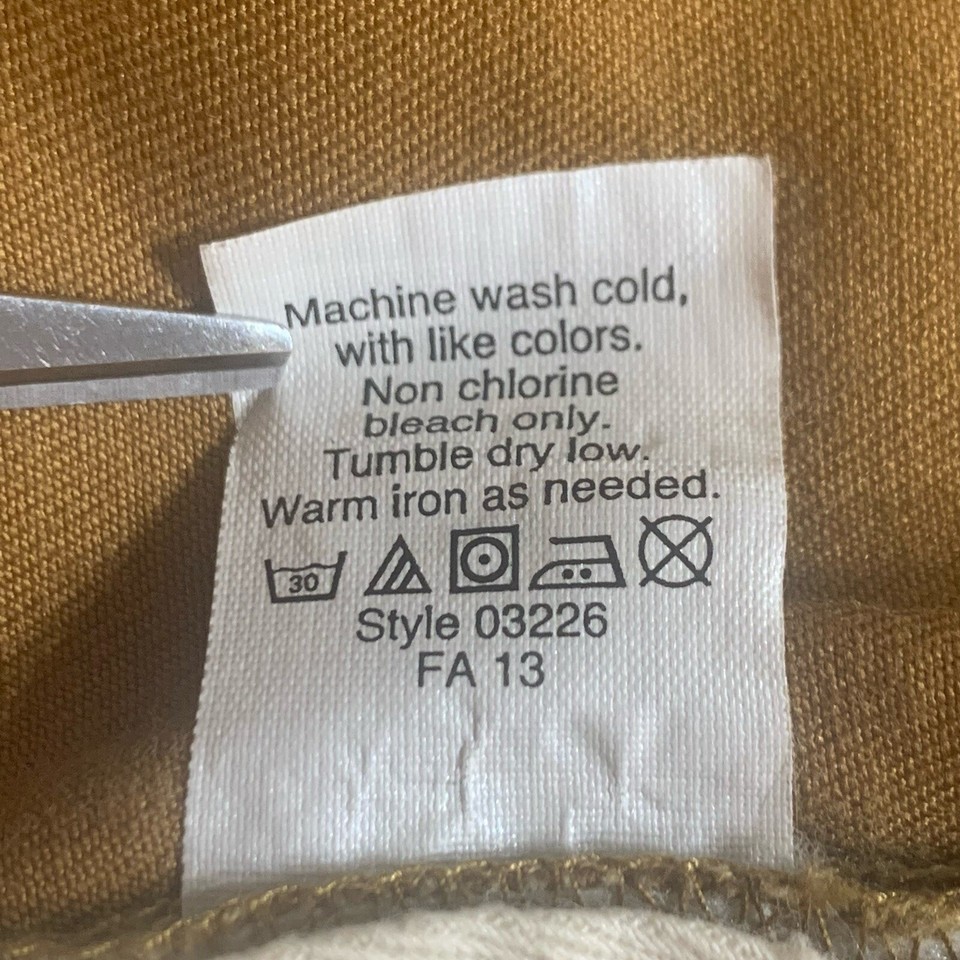 Machine wash cold,
with like colors.
Non chlorine
bleach only.
Tumble dry low.
Warm iron as needed.
30
Style 03226
FA 13